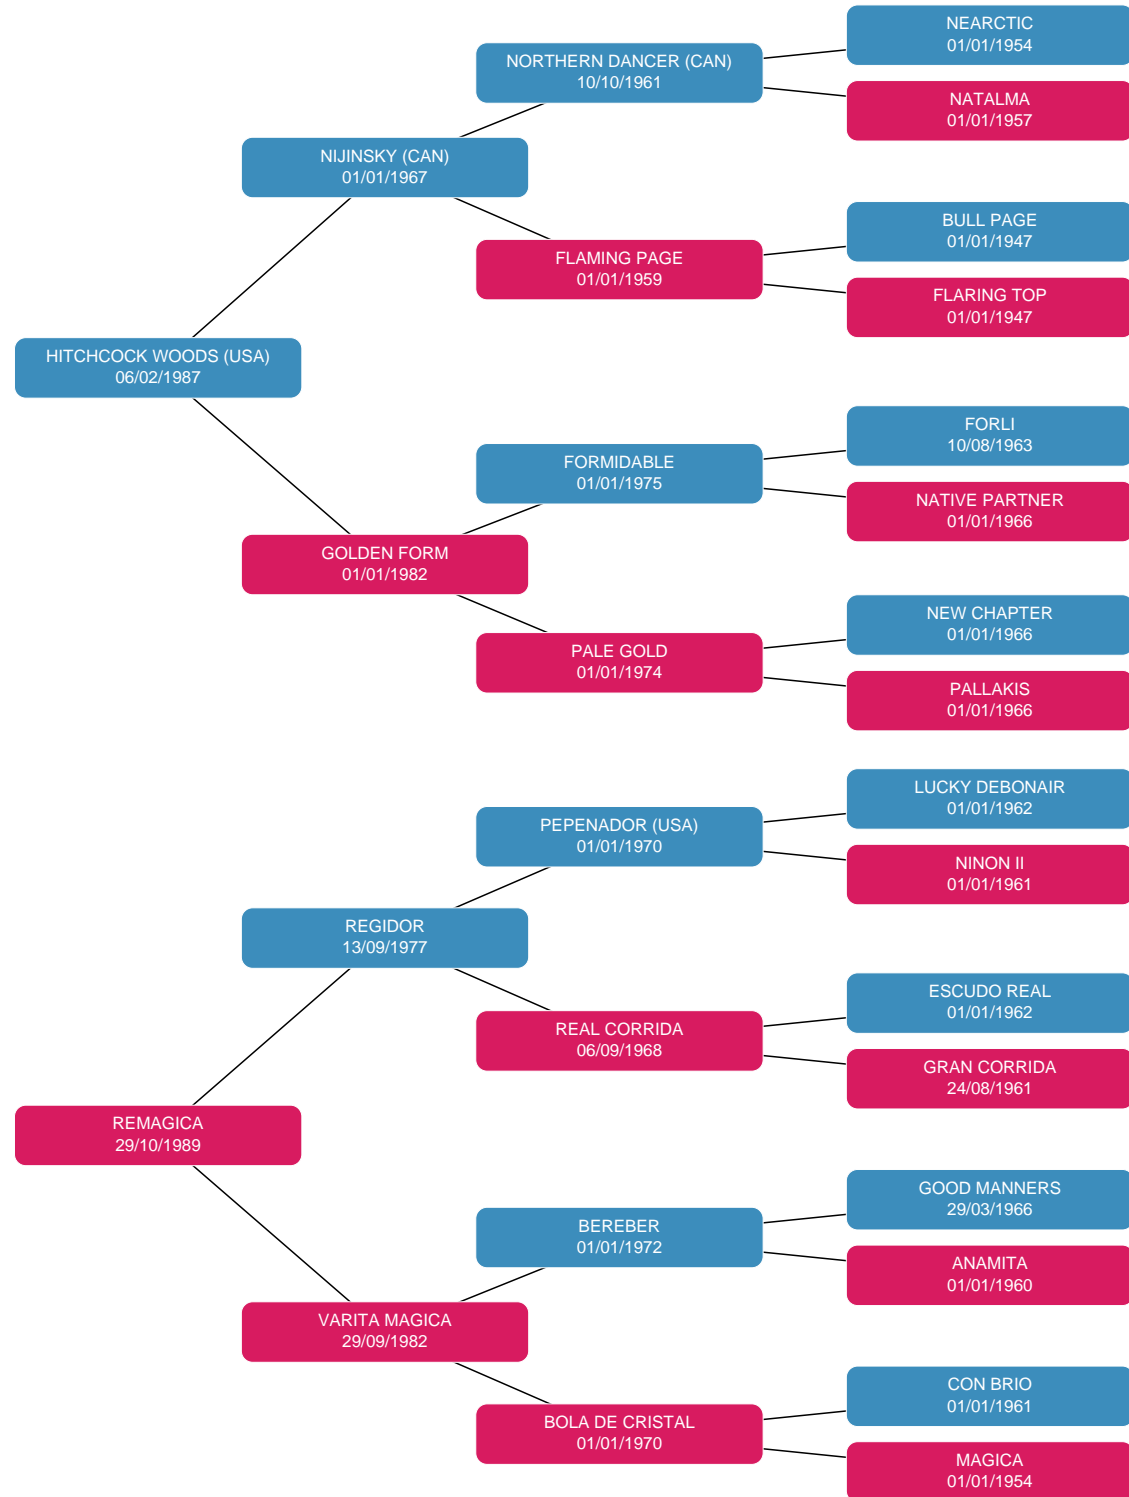 NEARCTIC
01/01/1954
NORTHERN DANCER (CAN)
10/10/1961
NATALMA
01/01/1957
NIJINSKY (CAN)
01/01/1967
BULL PAGE
01/01/1947
FLAMING PAGE
01/01/1959
FLARING TOP
01/01/1947
HITCHCOCK WOODS (USA)
06/02/1987
FORLI
10/08/1963
FORMIDABLE
01/01/1975
NATIVE PARTNER
01/01/1966
GOLDEN FORM
01/01/1982
NEW CHAPTER
01/01/1966
PALE GOLD
01/01/1974
PALLAKIS
01/01/1966
LUCKY DEBONAIR
01/01/1962
PEPENADOR (USA)
01/01/1970
NINON II
01/01/1961
REGIDOR
13/09/1977
ESCUDO REAL
01/01/1962
REAL CORRIDA
06/09/1968
GRAN CORRIDA
24/08/1961
REMAGICA
29/10/1989
GOOD MANNERS
29/03/1966
BEREBER
01/01/1972
ANAMITA
01/01/1960
VARITA MAGICA
29/09/1982
CON BRIO
01/01/1961
BOLA DE CRISTAL
01/01/1970
MAGICA
01/01/1954